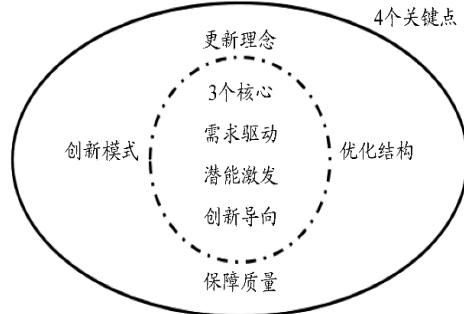 4个关键点
更新理念
3个核心
需求驱动
创新模式
优化结构
潜能激发
创新导向
保障质量